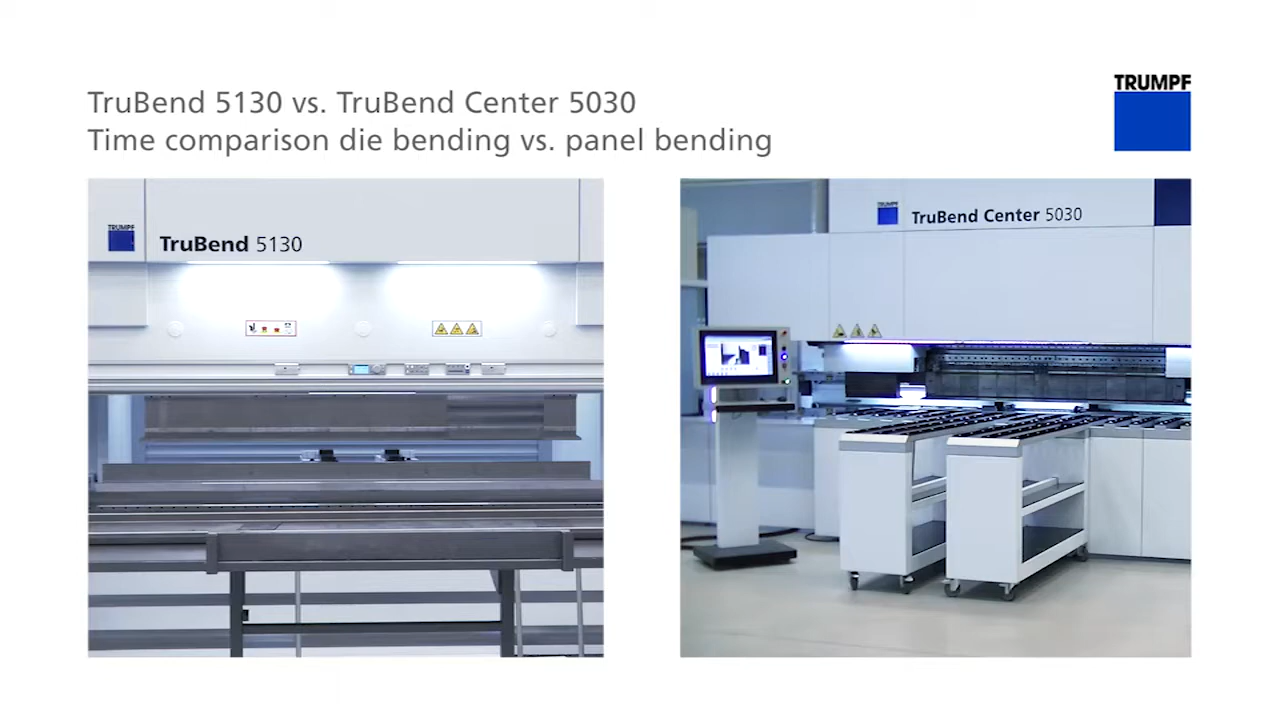 TruBend 5130 vs. TruBend Center 5030
Time comparison die bending vs. panel bending
TRUMPF
TRUMPF
TruBend 5130
TRUMPF
TruBend Center 5030